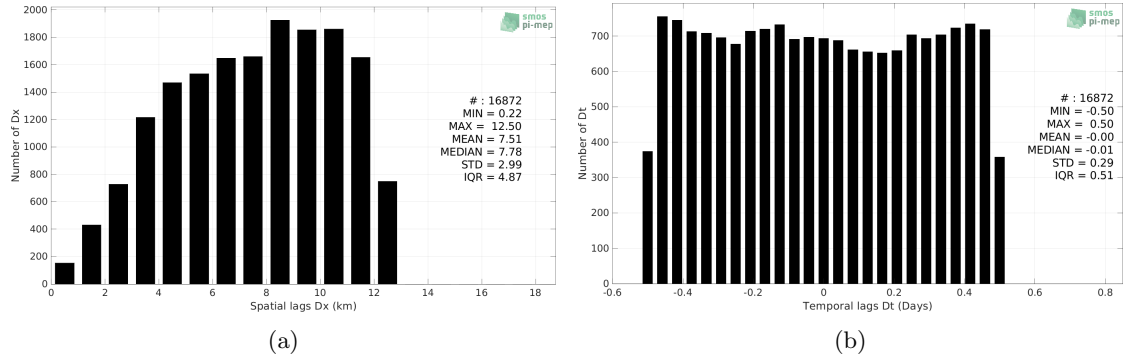 2000
1800
1600
1400
1200
1000
800
600
400
200
0
Number of Dx
0 2 4 6 8 10 12 14 16 18
Spatial lags Dx (km)
smos
pi-mep
# : 16872
MIN = 0.22
MAX = 12.50
MEAN = 7.51
MEDIAN = 7.78
STD = 2.99
IQR = 4.87
(a)
700
600
500
400
300
200
100
0
Number of Dt
-0.6 -0.4 -0.2 0 0.2 0.4 0.6 0.8
Temporal lags Dt (Days)
smos
pi-mep
# : 16872
MIN = -0.50
MAX = 0.50
MEAN = -0.00
MEDIAN = -0.01
STD = 0.29
IQR = 0.51
(b)